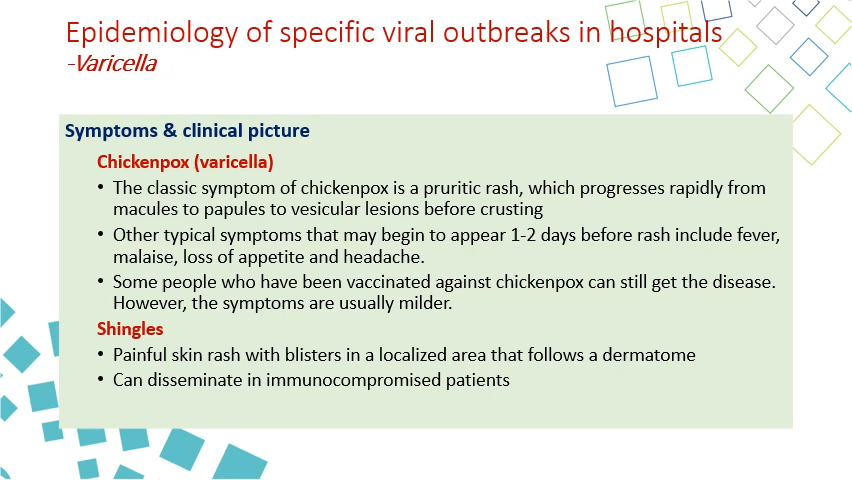 Epidemiology of specific viral outbreaks in hospitals
-Varicella
Symptoms & clinical picture
Chickenpox (varicella)
• The classic symptom of chickenpox is a pruritic rash, which progresses rapidly from
macules to papules to vesicular lesions before crusting
• Other typical symptoms that may begin to appear 1-2 days before rash include fever,
malaise, loss of appetite and headache.
• Some people who have been vaccinated against chickenpox can still get the disease.
However, the symptoms are usually milder.
Shingles
• Painful skin rash with blisters in a localized area that follows a dermatome
• Can disseminate in immunocompromised patients